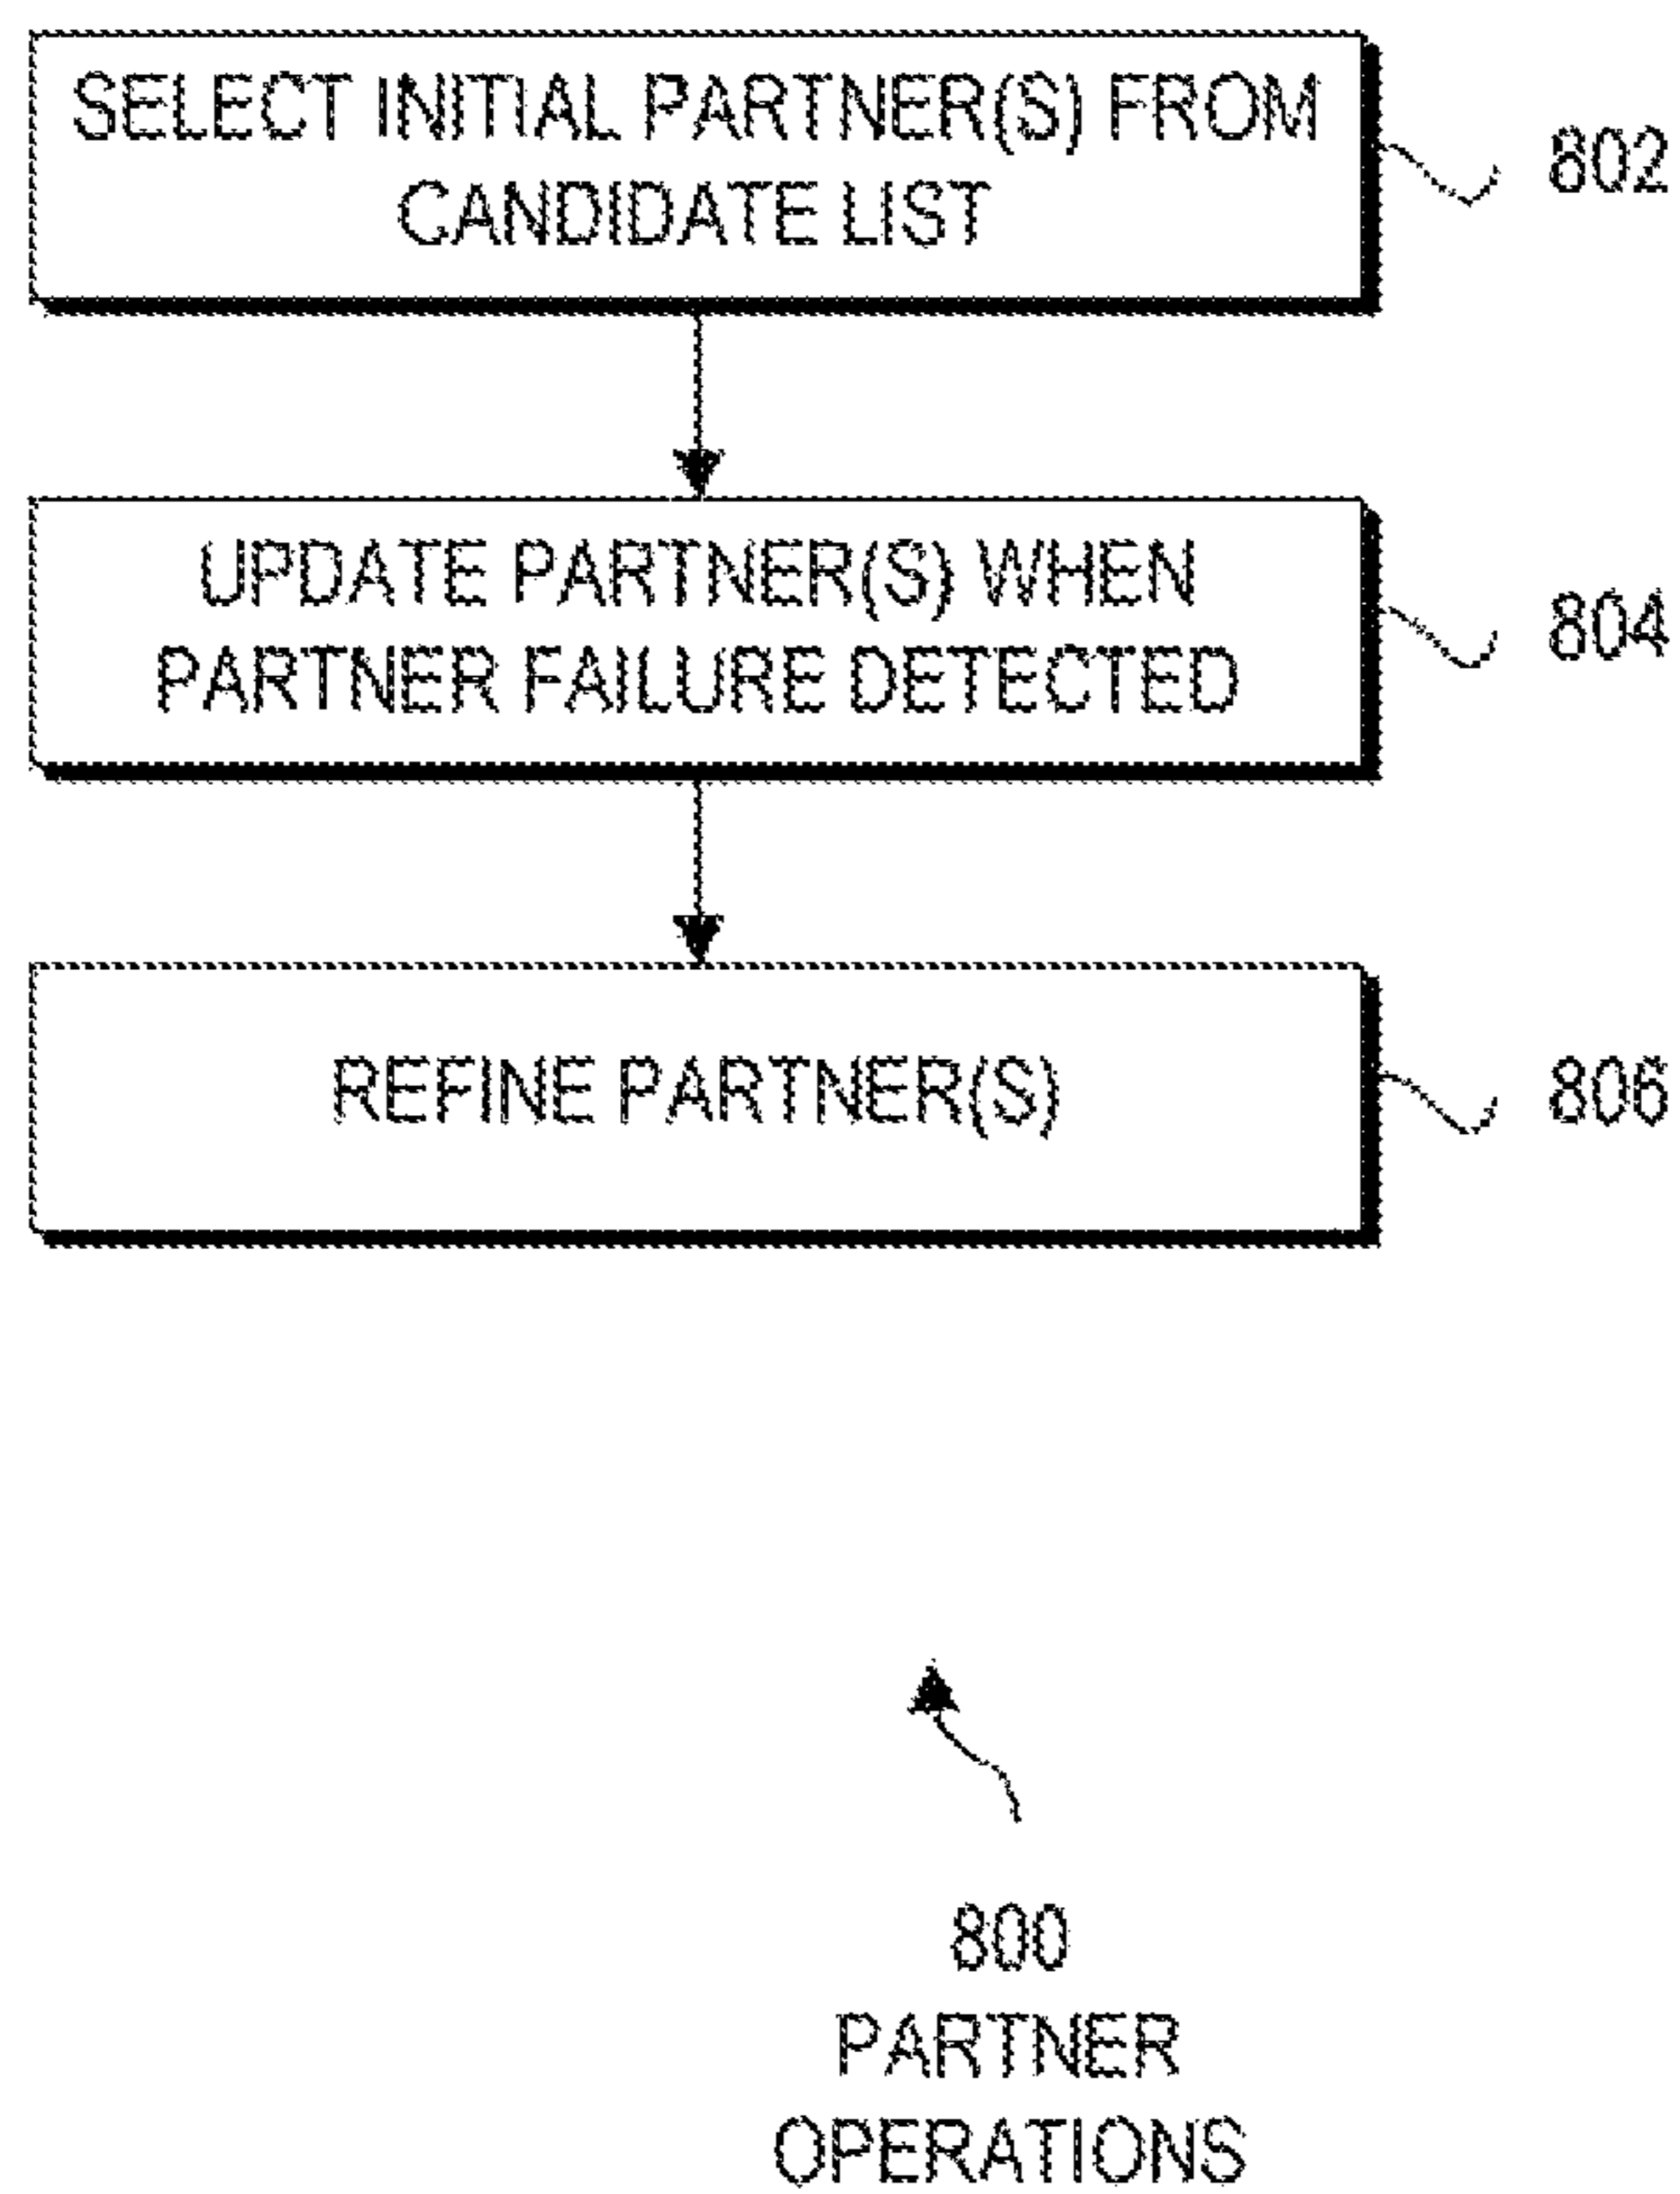 SELECT INITIAL PARTNER(S) FROM
CANDIDATE LIST
802
UPDATE PARTNER(S) WHEN
PARTNER FAILURE DETECTED
804
REFINE PARTNER(S)
806
800
PARTNER
OPERATIONS